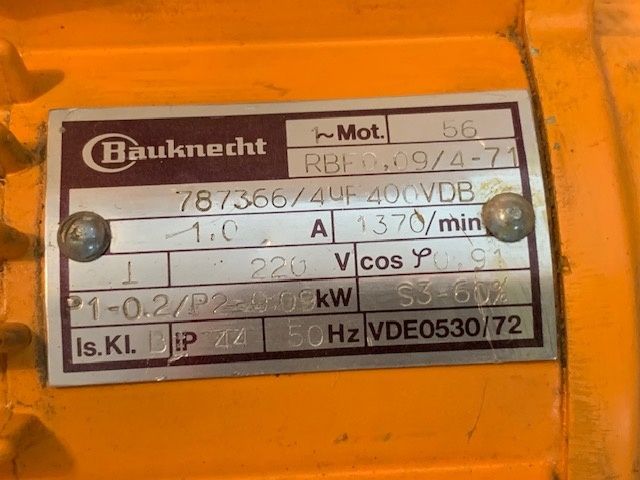 Bauknecht
1~Mot. 56
RBF0,09/4-71
787366/4µF 400VDB
1.0 A 1370/min
I 220 V cos φ 0.91
P1-0.2/P2-0.09kW S3-60%
Is.Kl. B IP 44 50 Hz VDE0530/72